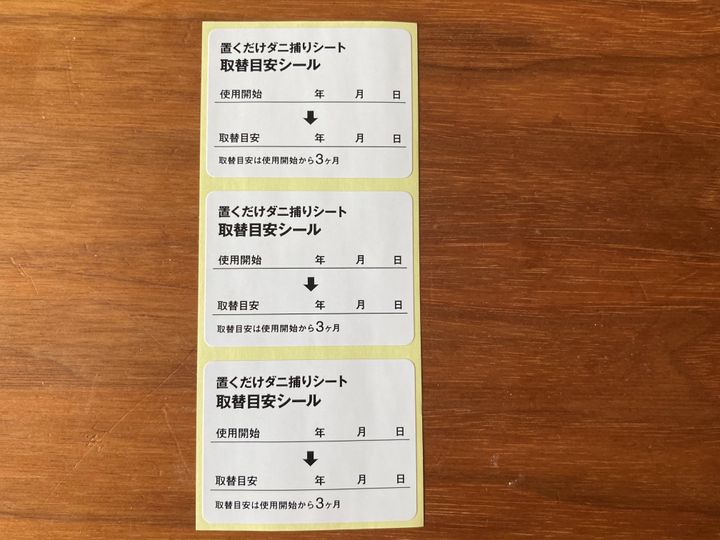 置くだけダニ捕りシート
取替目安シール
使用開始 年 月 日
取替目安 年 月 日
取替目安は使用開始から3ヶ月
置くだけダニ捕りシート
取替目安シール
使用開始 年 月 日
取替目安 年 月 日
取替目安は使用開始から3ヶ月
置くだけダニ捕りシート
取替目安シール
使用開始 年 月 日
取替目安 年 月 日
取替目安は使用開始から3ヶ月